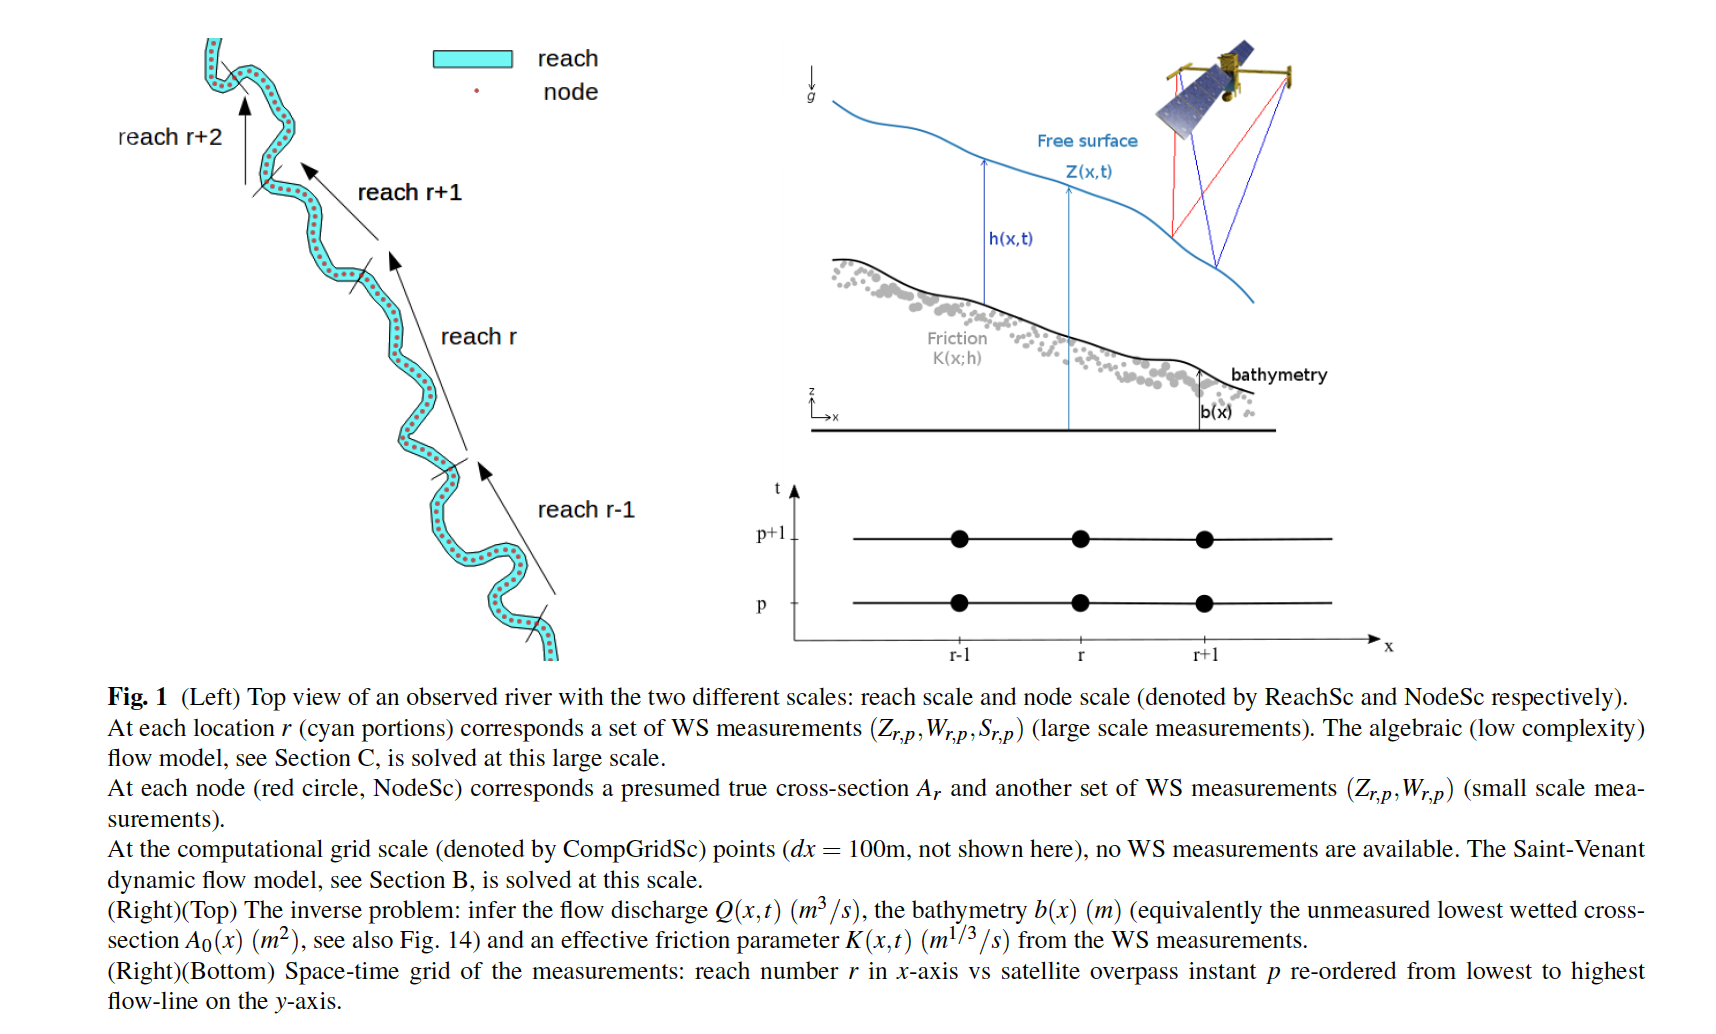 reach
node
reach r+2
reach r+1
reach r
reach r-1
g
Free surface
Z(x,t)
h(x,t)
Friction
K(x;h)
bathymetry
b(x)
z
x
t
p+1
p
r-1
r
r+1
x
Fig. 1 (Left) Top view of an observed river with the two different scales: reach scale and node scale (denoted by ReachSc and NodeSc respectively).
At each location r (cyan portions) corresponds a set of WS measurements (Z_{r,p}, W_{r,p}, S_{r,p}) (large scale measurements). The algebraic (low complexity)
flow model, see Section C, is solved at this large scale.
At each node (red circle, NodeSc) corresponds a presumed true cross-section A_r and another set of WS measurements (Z_{r,p}, W_{r,p}) (small scale mea-
surements).
At the computational grid scale (denoted by CompGridSc) points (dx = 100m, not shown here), no WS measurements are available. The Saint-Venant
dynamic flow model, see Section B, is solved at this scale.
(Right)(Top) The inverse problem: infer the flow discharge Q(x,t) (m³/s), the bathymetry b(x) (m) (equivalently the unmeasured lowest wetted cross-
section A₀(x) (m²), see also Fig. 14) and an effective friction parameter K(x,t) (m^{1/3}/s) from the WS measurements.
(Right)(Bottom) Space-time grid of the measurements: reach number r in x-axis vs satellite overpass instant p re-ordered from lowest to highest
flow-line on the y-axis.